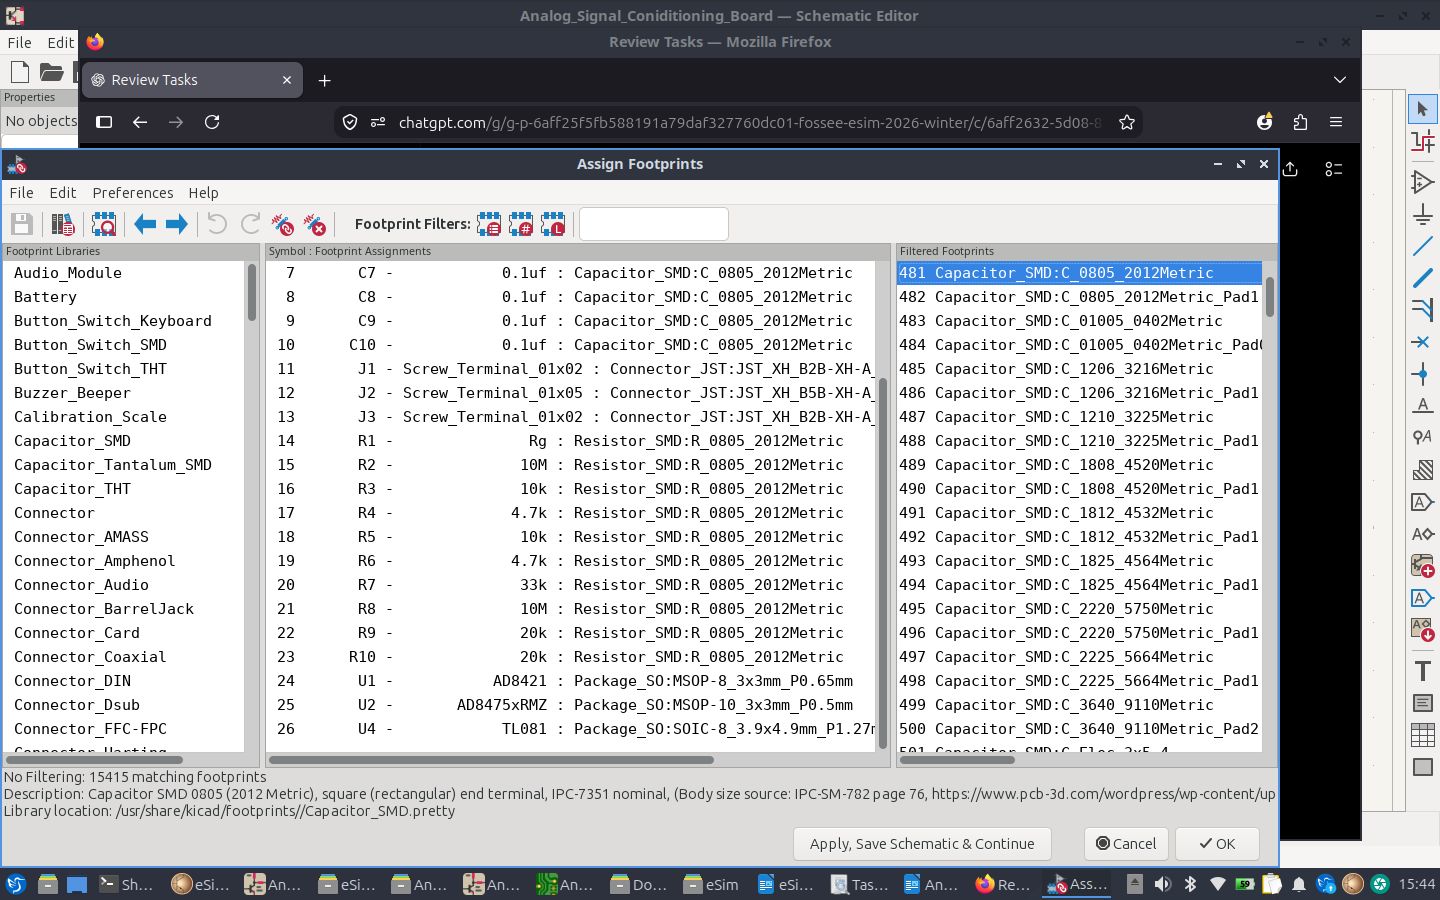 Analog_Signal_Coniditioning_Board — Schematic Editor
File Edit
Review Tasks — Mozilla Firefox
Review Tasks
chatgpt.com/g/g-p-6aff25f5fb588191a79daf327760dc01-fossee-esim-2026-winter/c/6aff2632-5d08-8
Properties
No objects
Assign Footprints
File Edit Preferences Help
Footprint Filters:
Footprint Libraries
Audio_Module
Battery
Button_Switch_Keyboard
Button_Switch_SMD
Button_Switch_THT
Buzzer_Beeper
Calibration_Scale
Capacitor_SMD
Capacitor_Tantalum_SMD
Capacitor_THT
Connector
Connector_AMASS
Connector_Amphenol
Connector_Audio
Connector_BarrelJack
Connector_Card
Connector_Coaxial
Connector_DIN
Connector_Dsub
Connector_FFC-FPC
Connector_Harting
Symbol : Footprint Assignments
7 C7 - 0.1uf : Capacitor_SMD:C_0805_2012Metric
8 C8 - 0.1uf : Capacitor_SMD:C_0805_2012Metric
9 C9 - 0.1uf : Capacitor_SMD:C_0805_2012Metric
10 C10 - 0.1uf : Capacitor_SMD:C_0805_2012Metric
11 J1 - Screw_Terminal_01x02 : Connector_JST:JST_XH_B2B-XH-A_
12 J2 - Screw_Terminal_01x05 : Connector_JST:JST_XH_B5B-XH-A_
13 J3 - Screw_Terminal_01x02 : Connector_JST:JST_XH_B2B-XH-A_
14 R1 - Rg : Resistor_SMD:R_0805_2012Metric
15 R2 - 10M : Resistor_SMD:R_0805_2012Metric
16 R3 - 10k : Resistor_SMD:R_0805_2012Metric
17 R4 - 4.7k : Resistor_SMD:R_0805_2012Metric
18 R5 - 10k : Resistor_SMD:R_0805_2012Metric
19 R6 - 4.7k : Resistor_SMD:R_0805_2012Metric
20 R7 - 33k : Resistor_SMD:R_0805_2012Metric
21 R8 - 10M : Resistor_SMD:R_0805_2012Metric
22 R9 - 20k : Resistor_SMD:R_0805_2012Metric
23 R10 - 20k : Resistor_SMD:R_0805_2012Metric
24 U1 - AD8421 : Package_SO:MSOP-8_3x3mm_P0.65mm
25 U2 - AD8475xRMZ : Package_SO:MSOP-10_3x3mm_P0.5mm
26 U4 - TL081 : Package_SO:SOIC-8_3.9x4.9mm_P1.27m
Filtered Footprints
481 Capacitor_SMD:C_0805_2012Metric
482 Capacitor_SMD:C_0805_2012Metric_Pad1
483 Capacitor_SMD:C_01005_0402Metric
484 Capacitor_SMD:C_01005_0402Metric_Pad0
485 Capacitor_SMD:C_1206_3216Metric
486 Capacitor_SMD:C_1206_3216Metric_Pad1
487 Capacitor_SMD:C_1210_3225Metric
488 Capacitor_SMD:C_1210_3225Metric_Pad1
489 Capacitor_SMD:C_1808_4520Metric
490 Capacitor_SMD:C_1808_4520Metric_Pad1
491 Capacitor_SMD:C_1812_4532Metric
492 Capacitor_SMD:C_1812_4532Metric_Pad1
493 Capacitor_SMD:C_1825_4564Metric
494 Capacitor_SMD:C_1825_4564Metric_Pad1
495 Capacitor_SMD:C_2220_5750Metric
496 Capacitor_SMD:C_2220_5750Metric_Pad1
497 Capacitor_SMD:C_2225_5664Metric
498 Capacitor_SMD:C_2225_5664Metric_Pad1
499 Capacitor_SMD:C_3640_9110Metric
500 Capacitor_SMD:C_3640_9110Metric_Pad2
501 Capacitor_SMD:C_Elec_3x5.4
No Filtering: 15415 matching footprints
Description: Capacitor SMD 0805 (2012 Metric), square (rectangular) end terminal, IPC-7351 nominal, (Body size source: IPC-SM-782 page 76, https://www.pcb-3d.com/wordpress/wp-content/up
Library location: /usr/share/kicad/footprints//Capacitor_SMD.pretty
Apply, Save Schematic & Continue Cancel OK
Sh... eSi... An... eSi... An... An... An... Do... eSim eSi... Tas... An... Re... Ass... 59 15:44